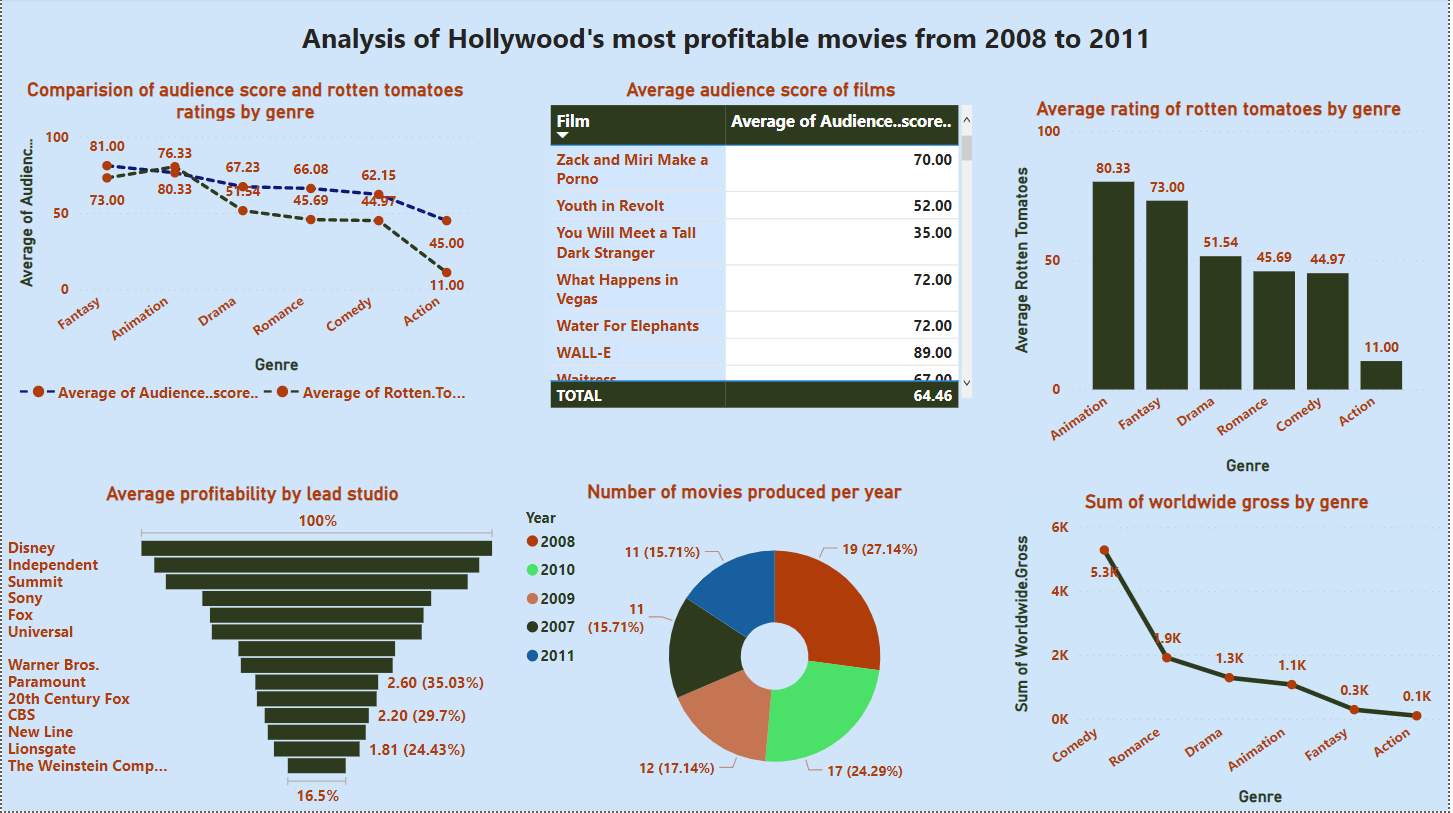 Analysis of Hollywood's most profitable movies from 2008 to 2011
Comparision of audience score and rotten tomatoes
ratings by genre
Average of Audienc...
100
50
0
81.00
76.33
67.23
66.08
62.15
45.00
73.00
80.33
51.54
45.69
44.97
11.00
Fantasy
Animation
Drama
Romance
Comedy
Action
Genre
Average of Audience..score..
Average of Rotten.To...
Average audience score of films
Film Average of Audience..score..
Zack and Miri Make a 70.00
Porno
Youth in Revolt 52.00
You Will Meet a Tall 35.00
Dark Stranger
What Happens in 72.00
Vegas
Water For Elephants 72.00
WALL-E 89.00
Waitress 67.00
TOTAL 64.46
Average rating of rotten tomatoes by genre
Average Rotten Tomatoes
100
50
0
80.33
73.00
51.54
45.69
44.97
11.00
Animation
Fantasy
Drama
Romance
Comedy
Action
Genre
Average profitability by lead studio
100%
Disney
Independent
Summit
Sony
Fox
Universal
Warner Bros.
Paramount 2.60 (35.03%)
20th Century Fox
CBS 2.20 (29.7%)
New Line
Lionsgate 1.81 (24.43%)
The Weinstein Comp...
16.5%
Number of movies produced per year
Year
2008
2010
2009
2007
2011
19 (27.14%)
17 (24.29%)
12 (17.14%)
11
(15.71%)
11 (15.71%)
Sum of worldwide gross by genre
Sum of Worldwide.Gross
6K
4K
2K
0K
5.3K
1.9K
1.3K
1.1K
0.3K
0.1K
Comedy
Romance
Drama
Animation
Fantasy
Action
Genre